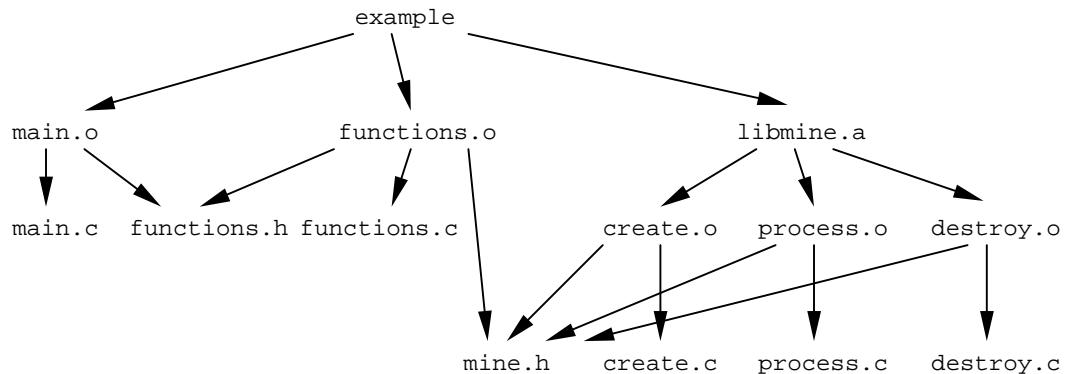 example
main.o functions.o libmine.a
main.c functions.h functions.c create.o process.o destroy.o
mine.h create.c process.c destroy.c